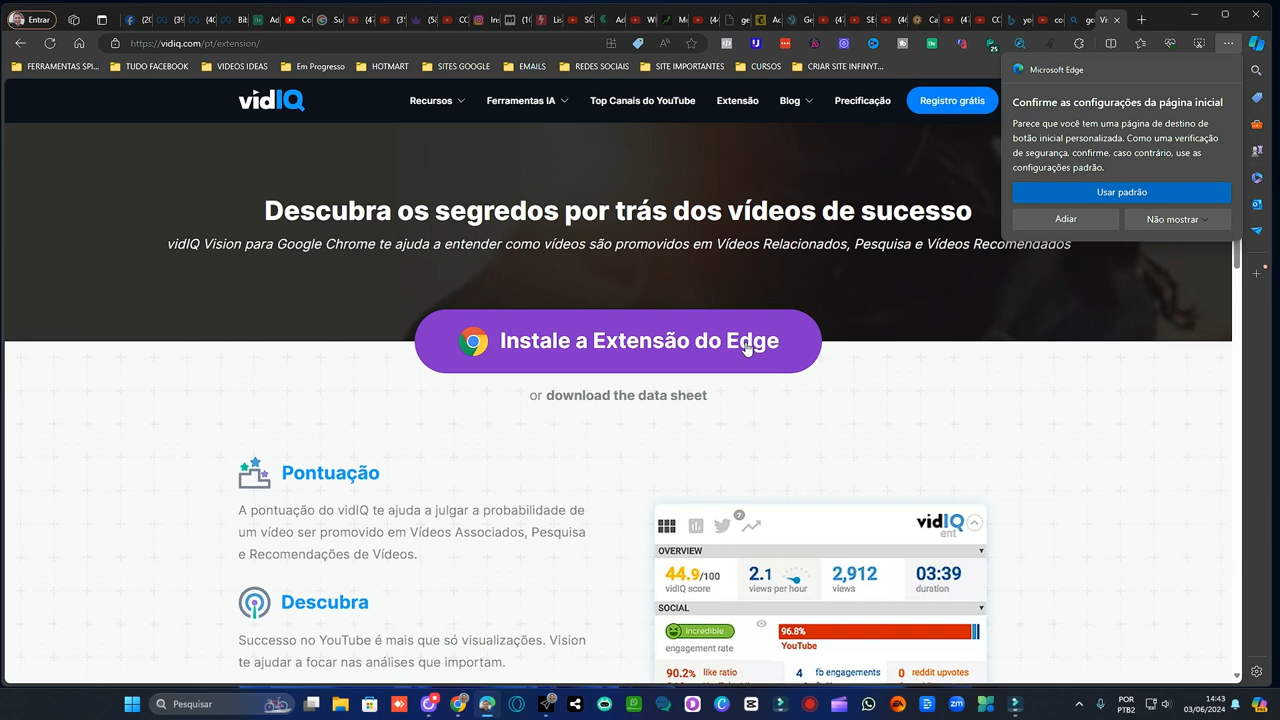 Entrar
https://vidiq.com/pt/extension/
25
FERRAMENTAS SPI...
TUDO FACEBOOK
VIDEOS IDEAS
Em Progresso
HOTMART
SITES GOOGLE
EMAILS
REDES SOCIAIS
SITE IMPORTANTES
CURSOS
CRIAR SITE INFINYT...
Microsoft Edge
Confirme as configurações da página inicial
Parece que você tem uma página de destino de
botão inicial personalizada. Como uma verificação
de segurança, confirme, caso contrário, use as
configurações padrão.
Usar padrão
Adiar
Não mostrar
vidIQ
Recursos
Ferramentas IA
Top Canais do YouTube
Extensão
Blog
Precificação
Registro grátis
Descubra os segredos por trás dos vídeos de sucesso
vidIQ Vision para Google Chrome te ajuda a entender como vídeos são promovidos em Vídeos Relacionados, Pesquisa e Vídeos Recomendados
Instale a Extensão do Edge
or download the data sheet
Pontuação
A pontuação do vidIQ te ajuda a julgar a probabilidade de
um vídeo ser promovido em Vídeos Associados, Pesquisa
e Recomendações de Vídeos.
Descubra
Successo no YouTube é mais que só visualizações. Vision
te ajudar a focar nas análises que importam.
7
vidIQ
ent
OVERVIEW
44.9/100
vidIQ score
2.1
views per hour
2,912
views
03:39
duration
SOCIAL
Incredible
engagement rate
96.8%
YouTube
90.2% like ratio
4 fb engagements
0 reddit upvotes
Pesquisar
POR
PTB2
14:43
03/06/2024